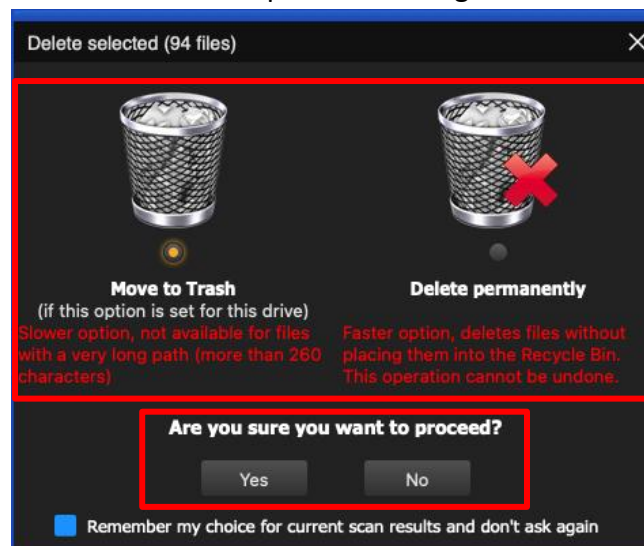 Delete selected (94 files)
Move to Trash
(if this option is set for this drive)
Slower option, not available for files
with a very long path (more than 260
characters)
Delete permanently
Faster option, deletes files without
placing them into the Recycle Bin.
This operation cannot be undone.
Are you sure you want to proceed?
Yes No
Remember my choice for current scan results and don't ask again